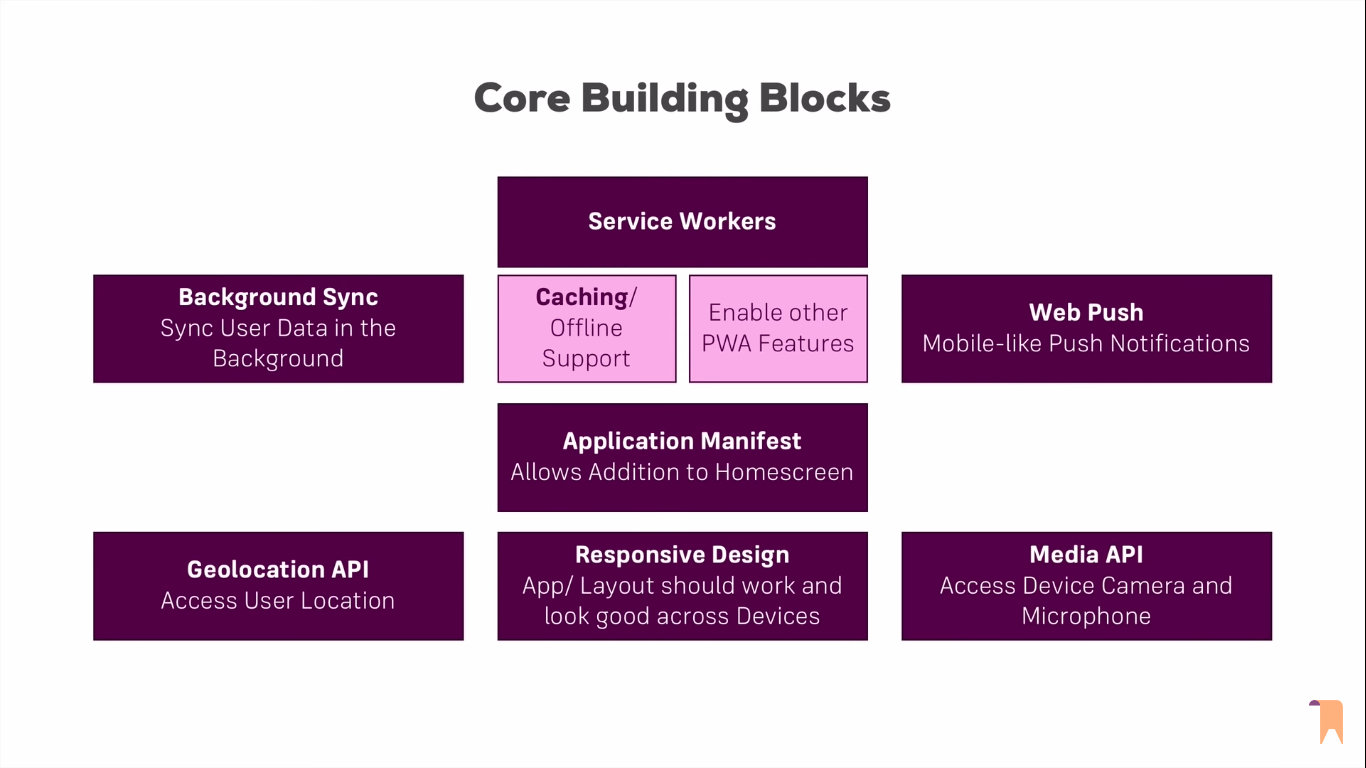 Core Building Blocks
Service Workers
Background Sync
Sync User Data in the
Background
Caching/
Offline
Support
Enable other
PWA Features
Web Push
Mobile-like Push Notifications
Application Manifest
Allows Addition to Homescreen
Geolocation API
Access User Location
Responsive Design
App/ Layout should work and
look good across Devices
Media API
Access Device Camera and
Microphone